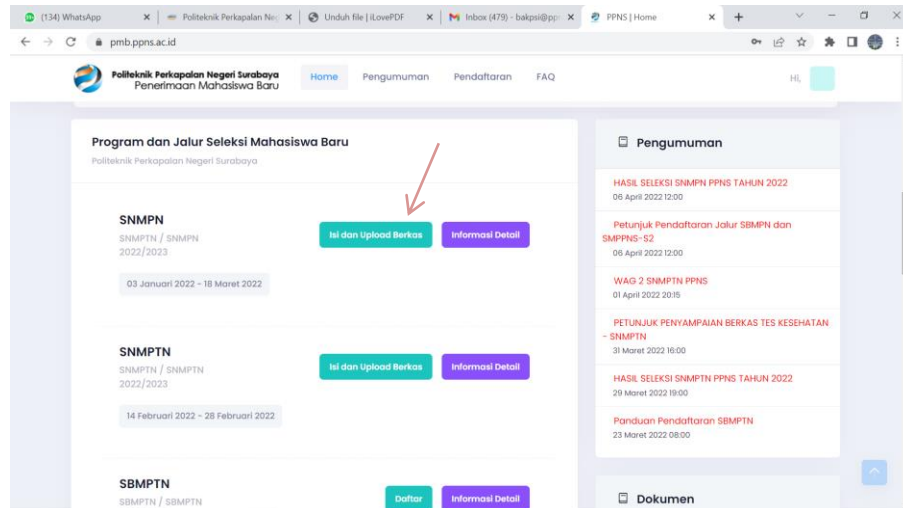 (134) WhatsApp
Politeknik Perkapalan Neg
Unduh file | iLovePDF
Inbox (479) - bakpsi@pp
PPNS | Home
pmb.ppns.ac.id
Politeknik Perkapalan Negeri Surabaya
Penerimaan Mahasiswa Baru
Home
Pengumuman
Pendaftaran
FAQ
Hi,
Program dan Jalur Seleksi Mahasiswa Baru
Politeknik Perkapalan Negeri Surabaya
SNMPN
SNMPTN / SNMPN
2022/2023
Isi dan Upload Berkas
Informasi Detail
03 Januari 2022 - 18 Maret 2022
SNMPTN
SNMPTN / SNMPTN
2022/2023
Isi dan Upload Berkas
Informasi Detail
14 Februari 2022 - 28 Februari 2022
SBMPTN
SBMPTN / SBMPTN
Daftar
Informasi Detail
Pengumuman
HASIL SELEKSI SNMPN PPNS TAHUN 2022
06 April 2022 12:00
Petunjuk Pendaftaran Jalur SBMPN dan
SMPPNS-S2
06 April 2022 12:00
WAG 2 SNMPTN PPNS
01 April 2022 20:15
PETUNJUK PENYAMPAIAN BERKAS TES KESEHATAN
- SNMPTN
31 Maret 2022 16:00
HASIL SELEKSI SNMPTN PPNS TAHUN 2022
29 Maret 2022 19:00
Panduan Pendaftaran SBMPTN
23 Maret 2022 08:00
Dokumen